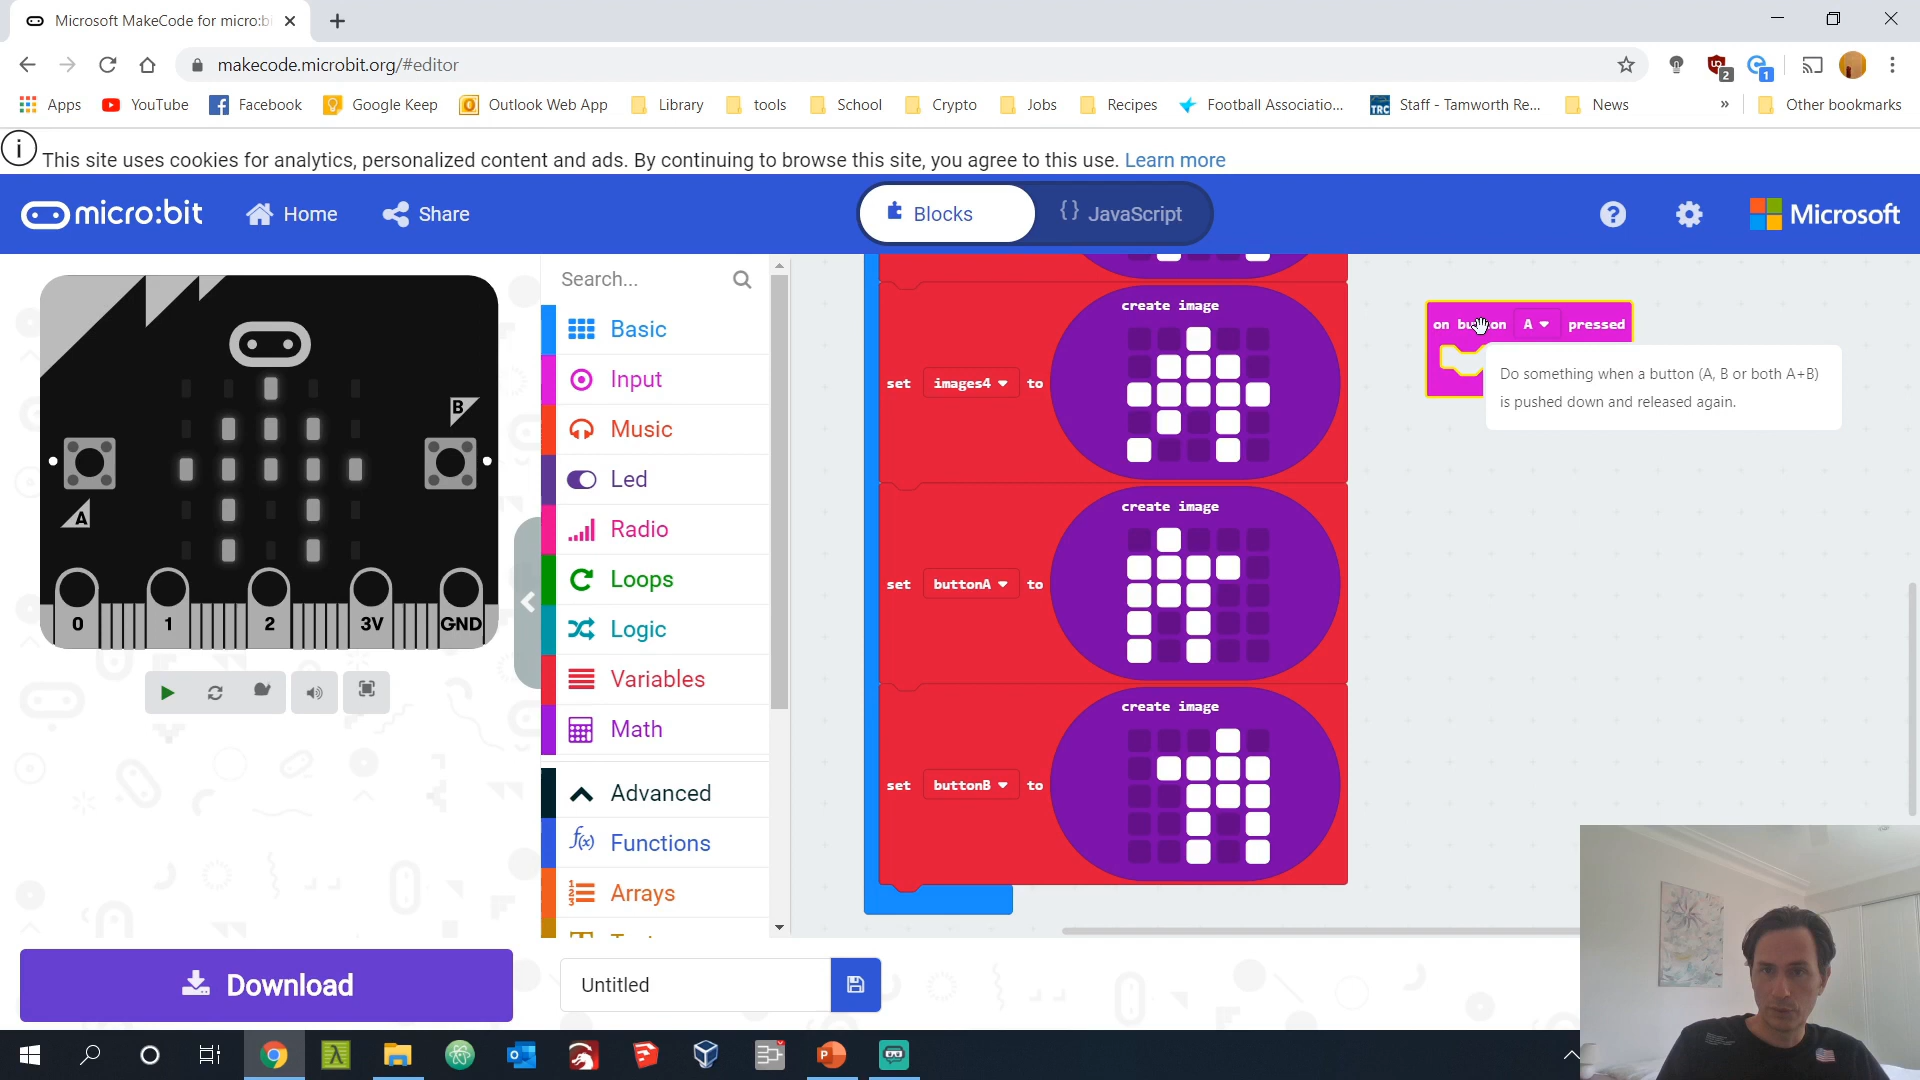 Microsoft MakeCode for micro:bi
makecode.microbit.org/#editor
2
1
Apps
YouTube
Facebook
Google Keep
Outlook Web App
Library
tools
School
Crypto
Jobs
Recipes
Football Associatio...
TRC
Staff - Tamworth Re...
News
»
Other bookmarks
This site uses cookies for analytics, personalized content and ads. By continuing to browse this site, you agree to this use. Learn more
micro:bit
Home
Share
Blocks
{} JavaScript
Microsoft
B
A
0
1
2
3V
GND
Search...
Basic
Input
Music
Led
Radio
Loops
Logic
Variables
Math
Advanced
Functions
Arrays
create image
set images4 to
create image
set buttonA to
create image
set buttonB to
on button A pressed
Do something when a button (A, B or both A+B)
is pushed down and released again.
Download
Untitled